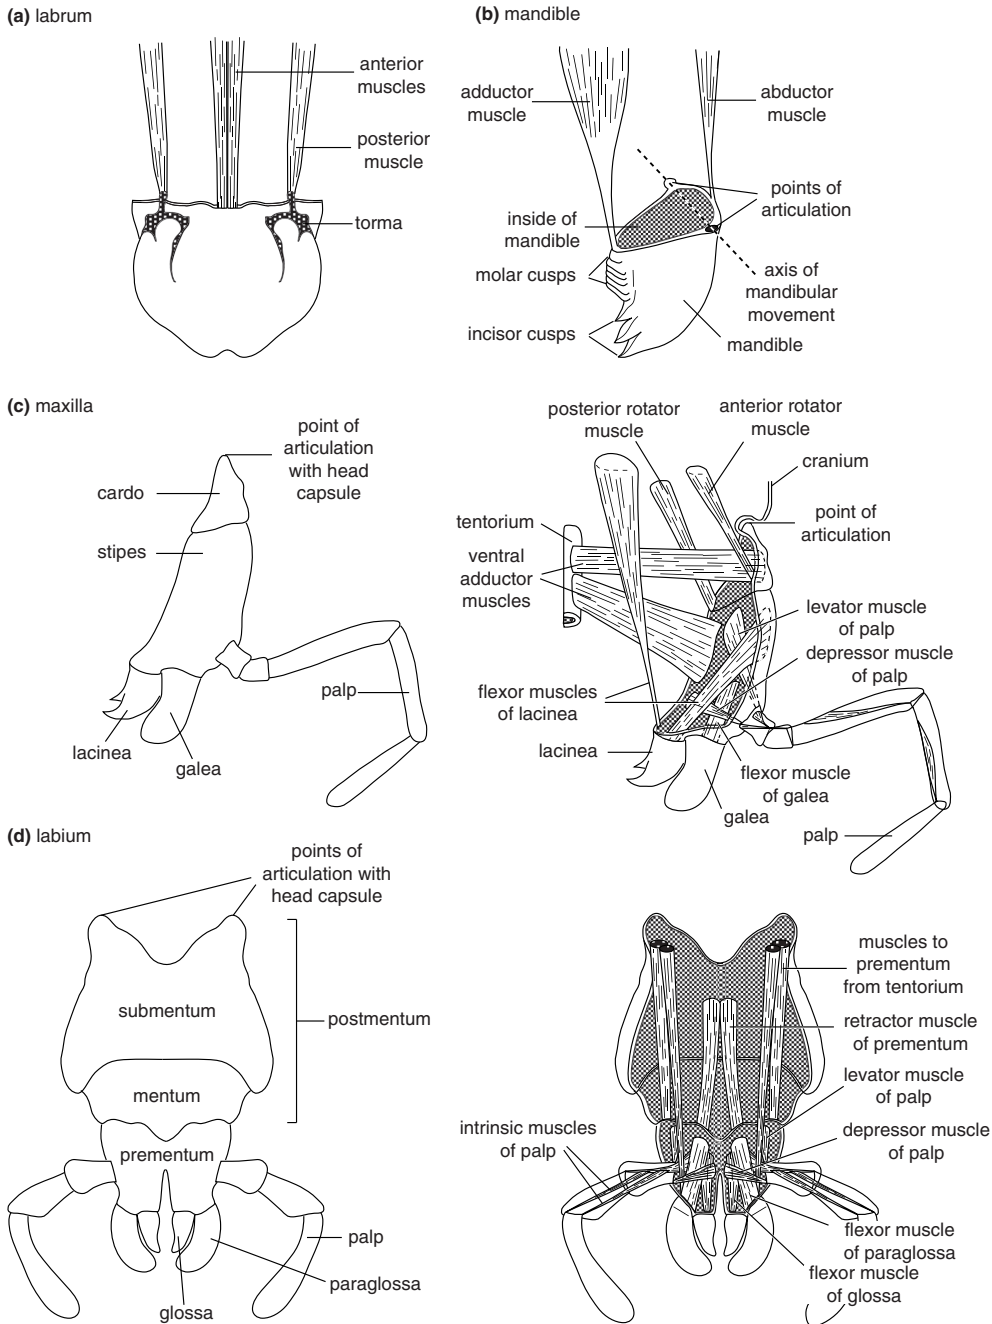 (a) labrum
anterior
muscles
posterior
muscle
torma
(b) mandible
adductor
muscle
abductor
muscle
points of
articulation
inside of
mandible
molar cusps
axis of
mandibular
movement
incisor cusps
mandible
(c) maxilla
point of
articulation
with head
capsule
cardo
stipes
palp
lacinea
galea
posterior rotator
muscle
anterior rotator
muscle
cranium
tentorium
point of
articulation
ventral
adductor
muscles
levator muscle
of palp
depressor muscle
of palp
flexor muscles
of lacinea
lacinea
flexor muscle
of galea
galea
palp
(d) labium
points of
articulation with
head capsule
submentum
postmentum
mentum
prementum
palp
paraglossa
glossa
muscles to
prementum
from tentorium
retractor muscle
of prementum
levator muscle
of palp
intrinsic muscles
of palp
depressor muscle
of palp
flexor muscle
of paraglossa
flexor muscle
of glossa